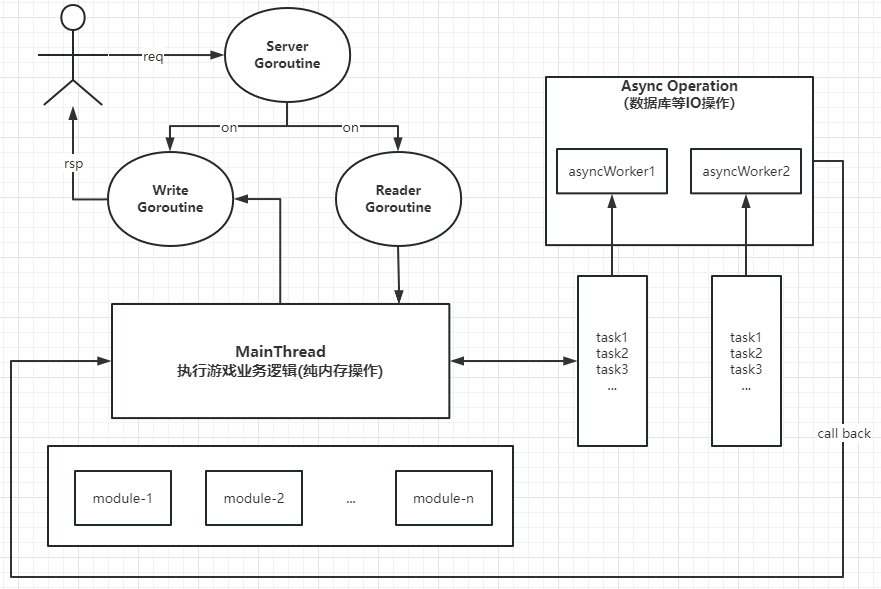 req
Server
Goroutine
on
on
rsp
Write
Goroutine
Reader
Goroutine
Async Operation
(数据库等IO操作)
asyncWorker1
asyncWorker2
MainThread
执行游戏业务逻辑(纯内存操作)
task1
task2
task3
...
task1
task2
task3
...
call back
module-1
module-2
...
module-n